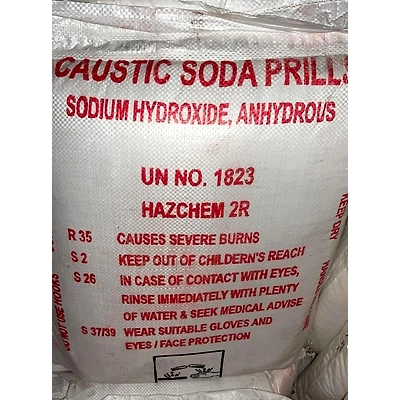 CAUSTIC SODA PRILLS
SODIUM HYDROXIDE, ANHYDROUS
UN NO. 1823
HAZCHEM 2R
R 35 CAUSES SEVERE BURNS
S 2 KEEP OUT OF CHILDERN'S REACH
S 26 IN CASE OF CONTACT WITH EYES,
RINSE IMMEDIATELY WITH PLENTY
OF WATER & SEEK MEDICAL ADVISE
S 37/39 WEAR SUITABLE GLOVES AND
EYES / FACE PROTECTION
KEEP DRY
USE HOOKS